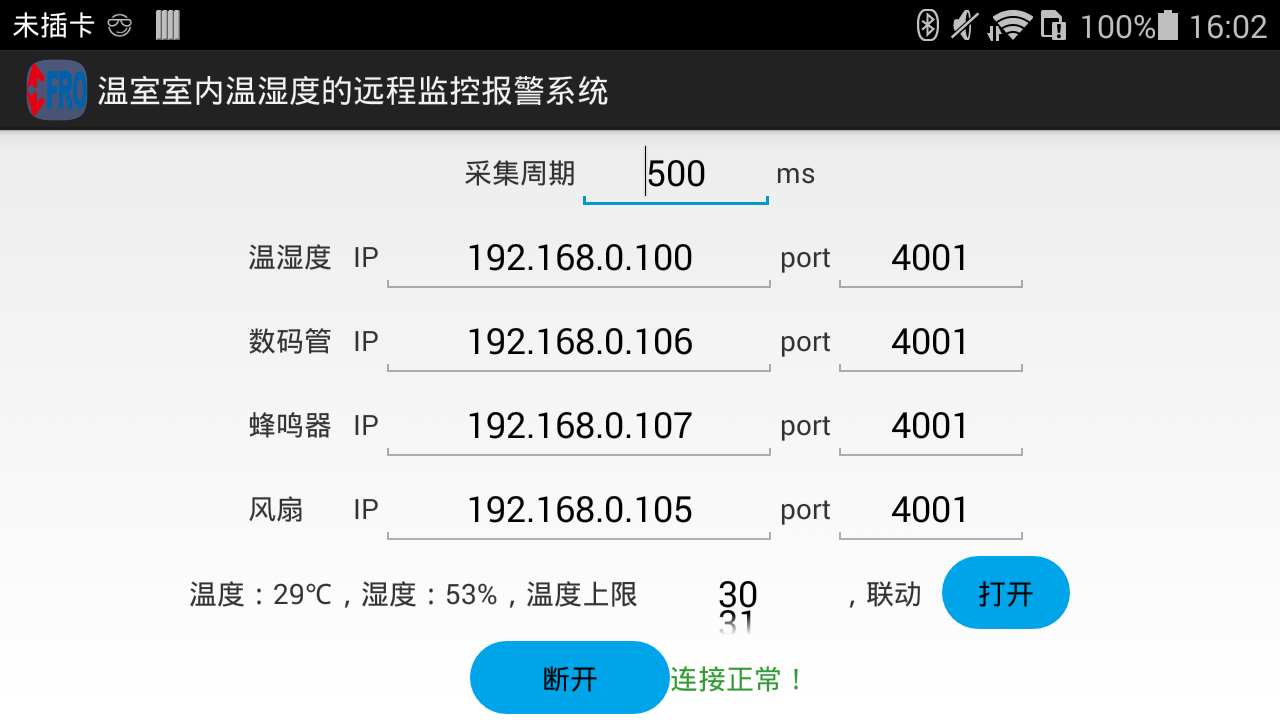 未插卡 100% 16:02
FRO 温室室内温湿度的远程监控报警系统
采集周期 500 ms
温湿度 IP 192.168.0.100 port 4001
数码管 IP 192.168.0.106 port 4001
蜂鸣器 IP 192.168.0.107 port 4001
风扇 IP 192.168.0.105 port 4001
温度：29℃，湿度：53%，温度上限 30 ，联动 打开
31
断开 连接正常！